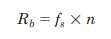 R_b = f_s × n